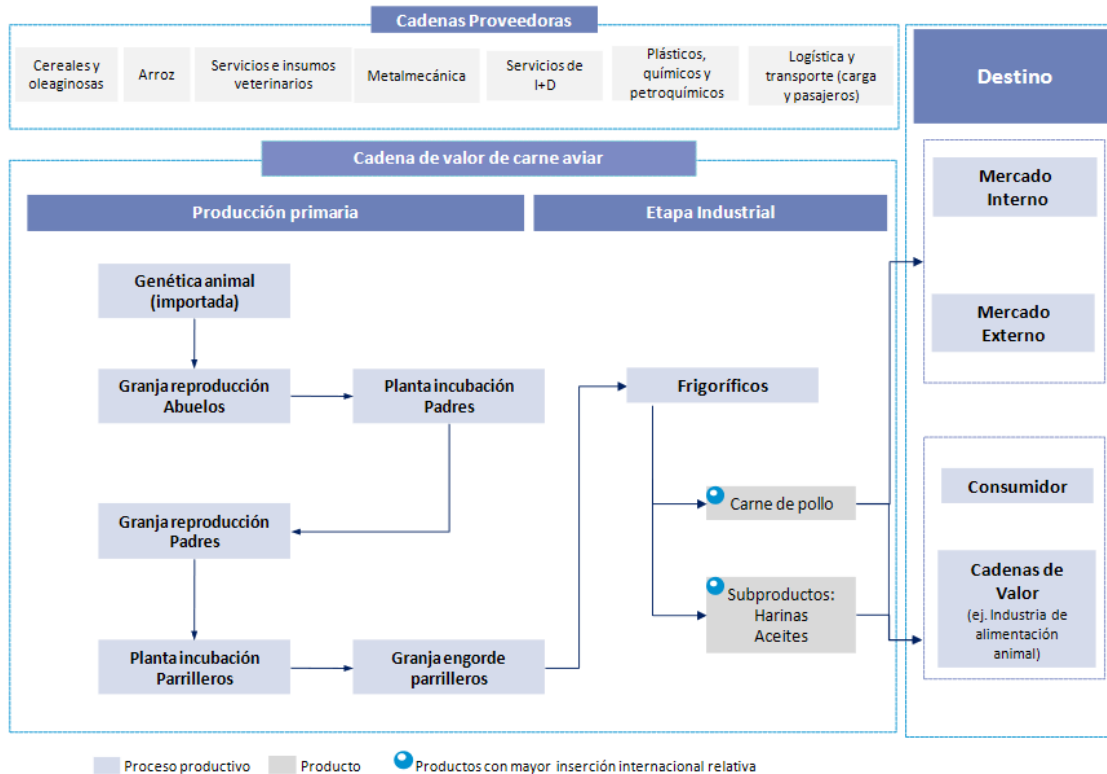 Cadenas Proveedoras
Cereales y
oleaginosas
Arroz
Servicios e insumos
veterinarios
Metalmecánica
Servicios de
I+D
Plásticos,
químicos y
petroquímicos
Logística y
transporte (carga
y pasajeros)
Destino
Cadena de valor de carne aviar
Producción primaria
Etapa Industrial
Mercado
Interno
Mercado
Externo
Genética animal
(importada)
Granja reproducción
Abuelos
Planta incubación
Padres
Frigoríficos
Granja reproducción
Padres
Carne de pollo
Consumidor
Subproductos:
Harinas
Aceites
Cadenas de
Valor
(ej. Industria de
alimentación
animal)
Planta incubación
Parrilleros
Granja engorde
parrilleros
Proceso productivo
Producto
Productos con mayor inserción internacional relativa